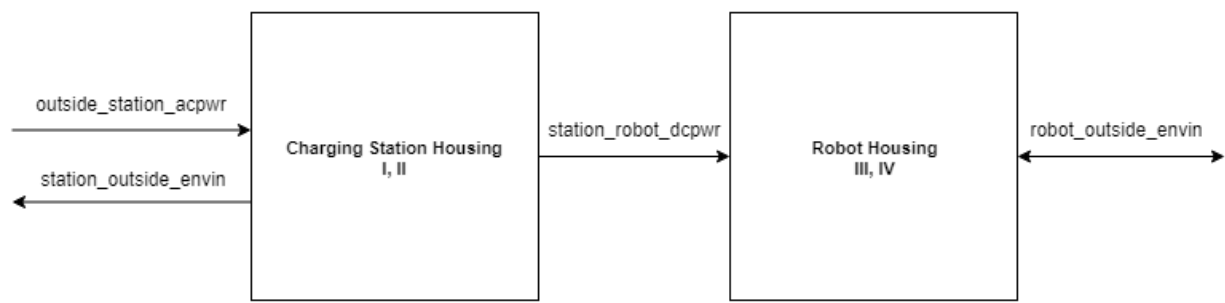 outside_station_acpwr
station_outside_envin
Charging Station Housing
I, II
station_robot_dcpwr
Robot Housing
III, IV
robot_outside_envin